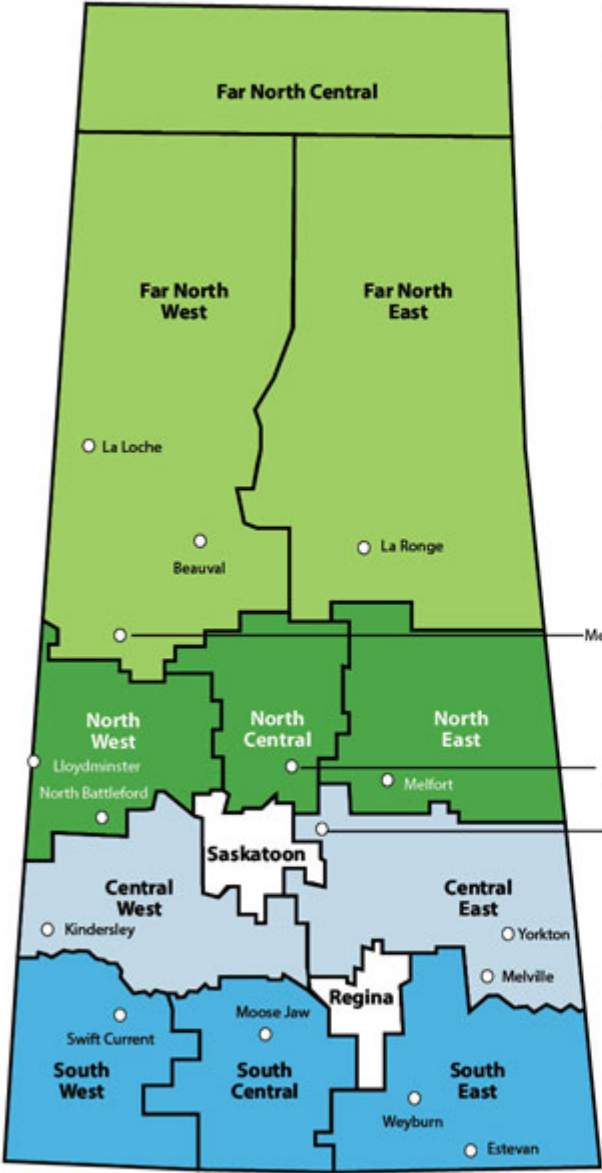 Far North Central
Far North
West
Far North
East
La Loche
Beauval
La Ronge
North
West
North
Central
North
East
Lloydminster
North Battleford
Melfort
Saskatoon
Central
West
Central
East
Kindersley
Yorkton
Melville
Regina
Moose Jaw
Swift Current
South
West
South
Central
South
East
Weyburn
Estevan